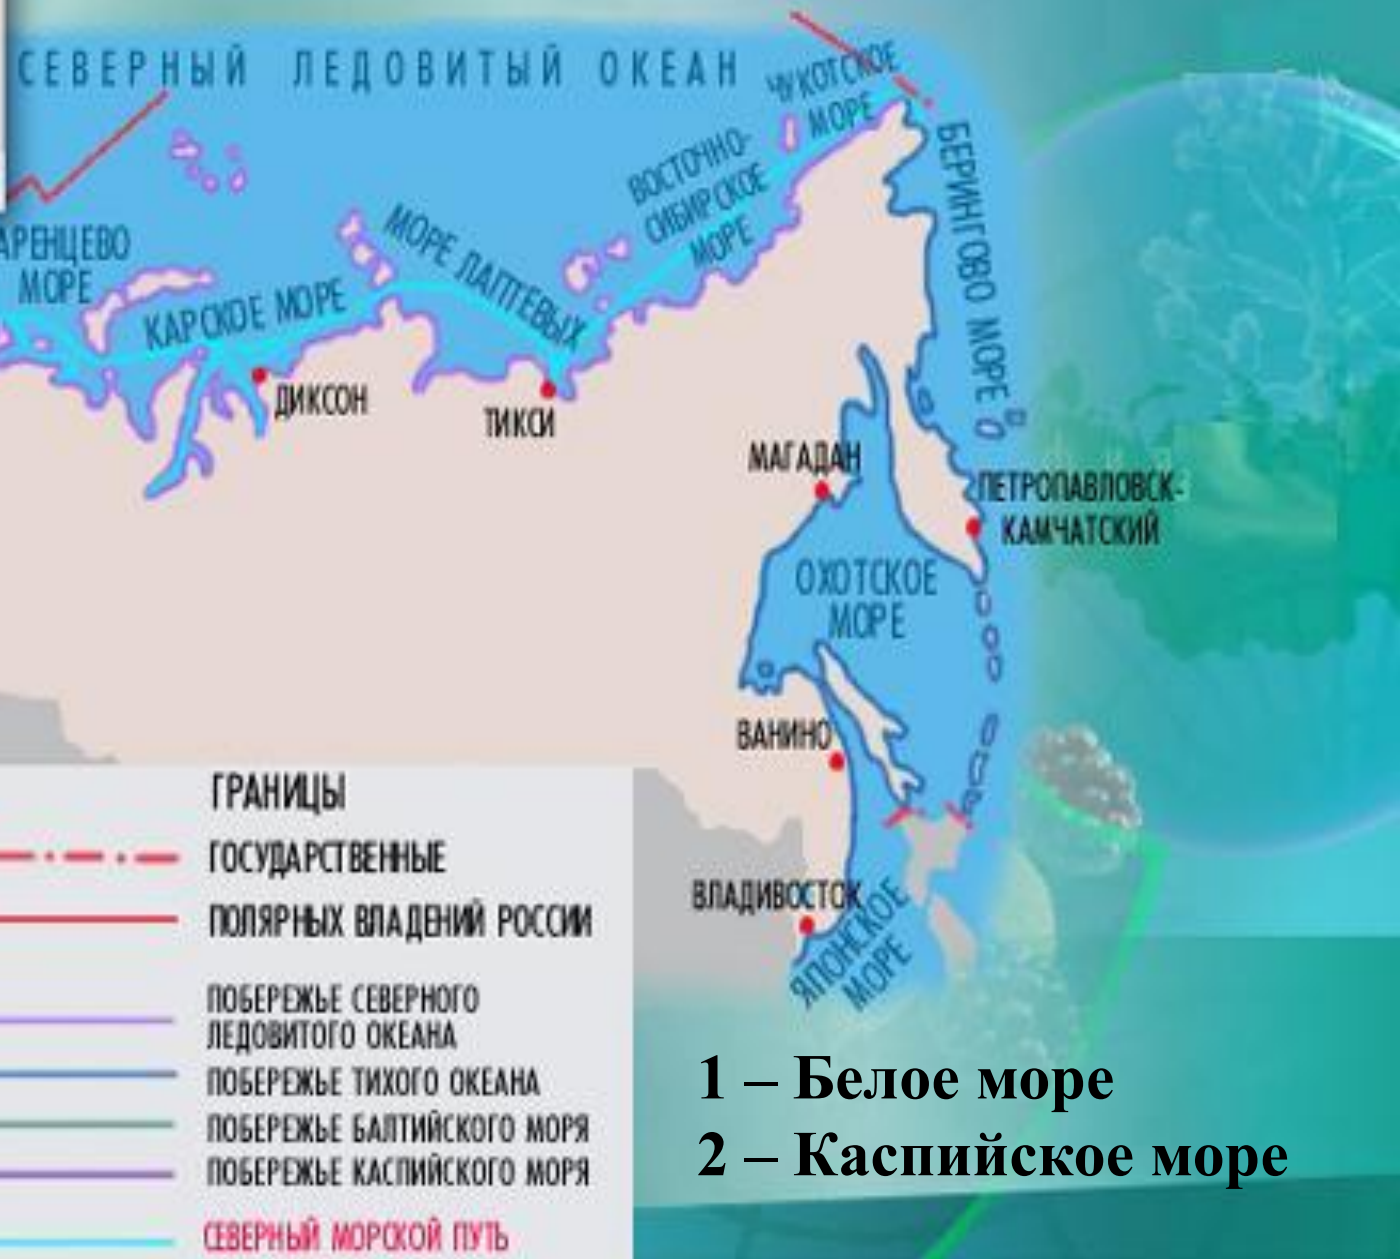 СЕВЕРНЫЙ ЛЕДОВИТЫЙ ОКЕАН
ЧУКОТСКОЕ
МОРЕ
БЕРИНГОВО МОРЕ
ВОСТОЧНО-
СИБИРСКОЕ
МОРЕ
МОРЕ ЛАПТЕВЫХ
АРЕНЦЕВО
МОРЕ
КАРСКОЕ МОРЕ
ДИКСОН
ТИКСИ
МАГАДАН
ПЕТРОПАВЛОВСК-
КАМЧАТСКИЙ
ОХОТСКОЕ
МОРЕ
ВАНИНО
ВЛАДИВОСТОК
ЯПОНСКОЕ
МОРЕ
ГРАНИЦЫ
ГОСУДАРСТВЕННЫЕ
ПОЛЯРНЫХ ВЛАДЕНИЙ РОССИИ
ПОБЕРЕЖЬЕ СЕВЕРНОГО
ЛЕДОВИТОГО ОКЕАНА
ПОБЕРЕЖЬЕ ТИХОГО ОКЕАНА
ПОБЕРЕЖЬЕ БАЛТИЙСКОГО МОРЯ
ПОБЕРЕЖЬЕ КАСПИЙСКОГО МОРЯ
СЕВЕРНЫЙ МОРСКОЙ ПУТЬ
1 – Белое море
2 – Каспийское море